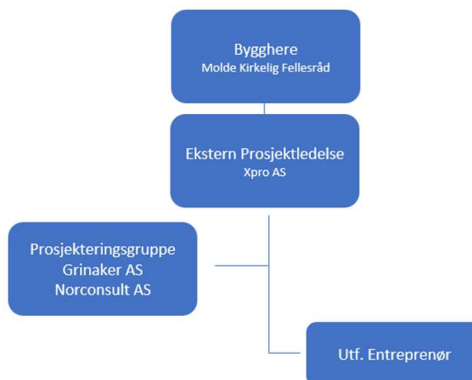 Bygghere
Molde Kirkelig Fellesråd
Ekstern Prosjektledelse
Xpro AS
Prosjekteringsgruppe
Grinaker AS
Norconsult AS
Utf. Entreprenør